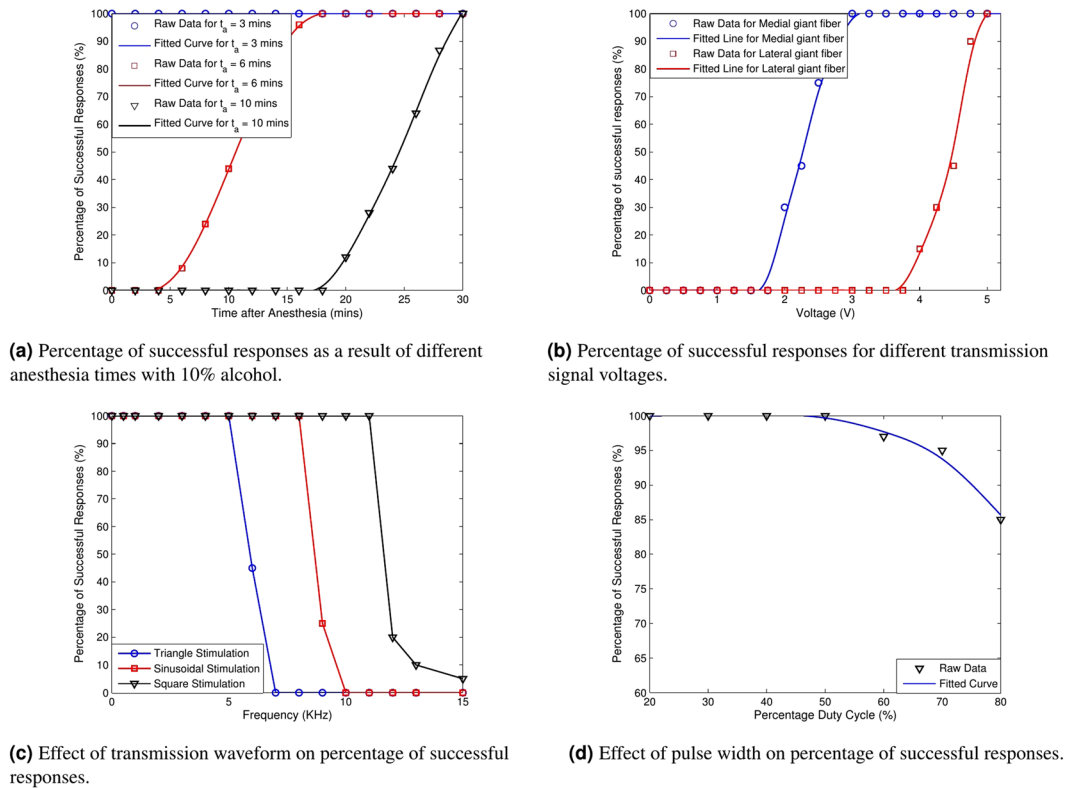 Percentage of Successful Responses (%)
100
90
80
70
60
50
40
30
20
10
0
Raw Data for ta = 3 mins
Fitted Curve for ta = 3 mins
Raw Data for ta = 6 mins
Fitted Curve for ta = 6 mins
Raw Data for ta = 10 mins
Fitted Curve for ta = 10 mins
0 5 10 15 20 25 30
Time after Anesthesia (mins)
(a) Percentage of successful responses as a result of different
anesthesia times with 10% alcohol.
Percentage of successful responses (%)
100
90
80
70
60
50
40
30
20
10
0
Raw Data for Medial giant fiber
Fitted Line for Medial giant fiber
Raw Data for Lateral giant fiber
Fitted Line for Lateral giant fiber
0 1 2 3 4 5
Voltage (V)
(b) Percentage of successful responses for different transmission
signal voltages.
Percentage of Successful Responses (%)
100
90
80
70
60
50
40
30
20
10
0
Triangle Stimulation
Sinusoidal Stimulation
Square Stimulation
0 5 10 15
Frequency (KHz)
(c) Effect of transmission waveform on percentage of successful
responses.
Percentage of Successful Responses (%)
100
95
90
85
80
75
70
65
60
Raw Data
Fitted Curve
20 30 40 50 60 70 80
Percentage Duty Cycle (%)
(d) Effect of pulse width on percentage of successful responses.